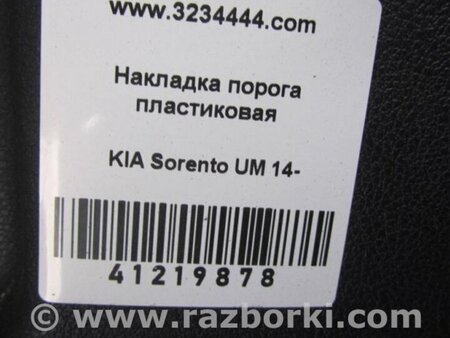 www.3234444.com
Накладка порога
пластиковая
KIA Sorento UM 14-
41219878
© www.razborki.com